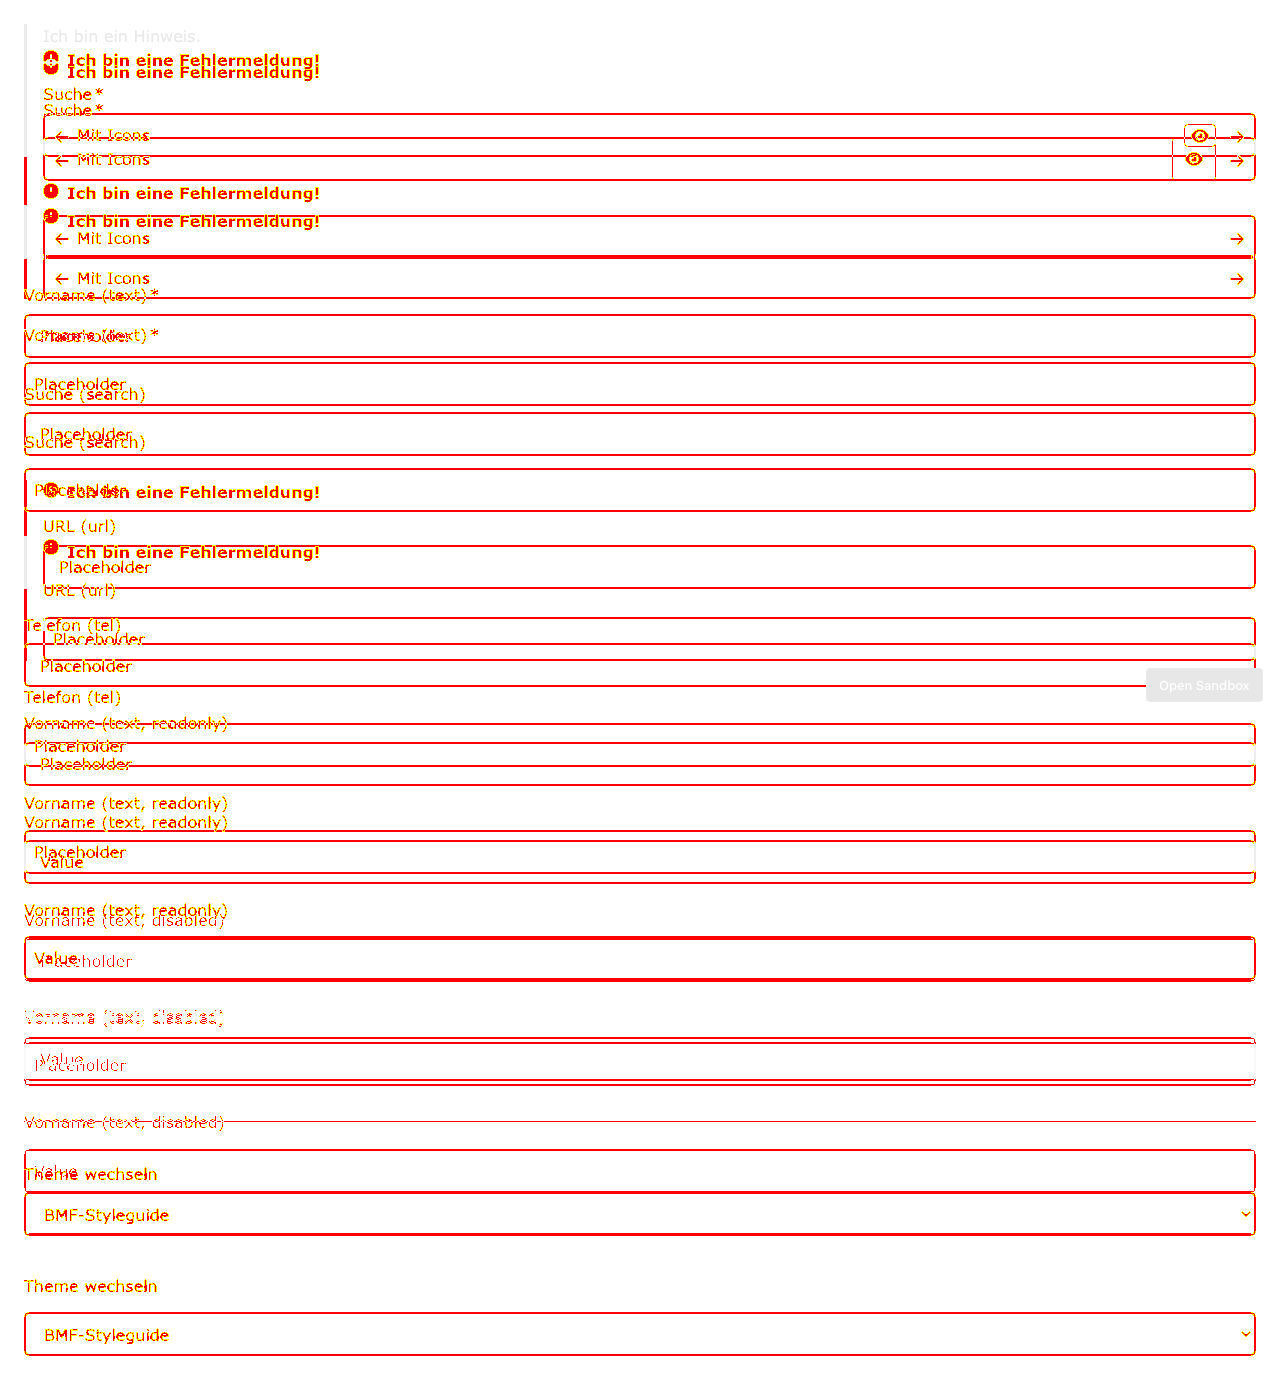 Ich bin ein Hinweis.
Ich bin eine Fehlermeldung!
Ich bin eine Fehlermeldung!
Suche*
Suche*
Mit Icons
Mit Icons
Ich bin eine Fehlermeldung!
Ich bin eine Fehlermeldung!
Mit Icons
Mit Icons
Vorname (text)*
Vorname (text)*
Placeholder
Placeholder
Suche (search)
Placeholder
Suche (search)
Placeholder
Ich bin eine Fehlermeldung!
URL (url)
Ich bin eine Fehlermeldung!
Placeholder
URL (url)
Telefon (tel)
Placeholder
Placeholder
Open Sandbox
Telefon (tel)
Vorname (text, readonly)
Placeholder
Placeholder
Vorname (text, readonly)
Vorname (text, readonly)
Placeholder
Value
Vorname (text, readonly)
Vorname (text, disabled)
Value
Placeholder
Vorname (text, disabled)
Value
Placeholder
Vorname (text, disabled)
Value
Theme wechseln
BMF-Styleguide
Theme wechseln
BMF-Styleguide